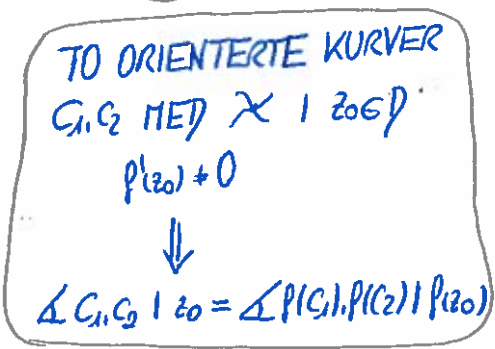 TO ORIENTERTE KURVER
C₁, C₂ MED ⩘ I z₀∈D
f'(z₀) ≠ 0
⇓
∡ C₁, C₂ I z₀ = ∡ f(C₁), f(C₂) I f(z₀)